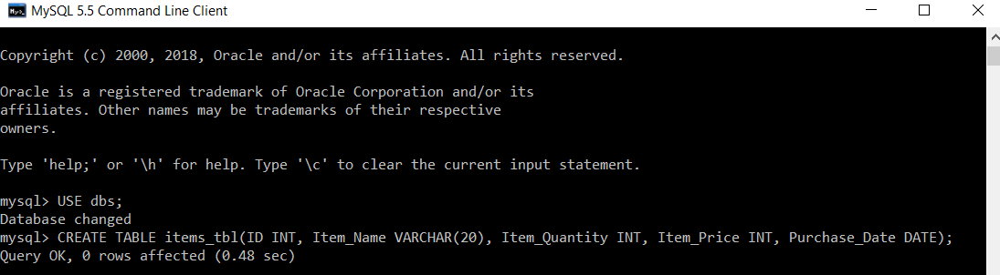 MySQL 5.5 Command Line Client
Copyright (c) 2000, 2018, Oracle and/or its affiliates. All rights reserved.
Oracle is a registered trademark of Oracle Corporation and/or its
affiliates. Other names may be trademarks of their respective
owners.
Type 'help;' or '\h' for help. Type '\c' to clear the current input statement.
mysql> USE dbs;
Database changed
mysql> CREATE TABLE items_tbl(ID INT, Item_Name VARCHAR(20), Item_Quantity INT, Item_Price INT, Purchase_Date DATE);
Query OK, 0 rows affected (0.48 sec)